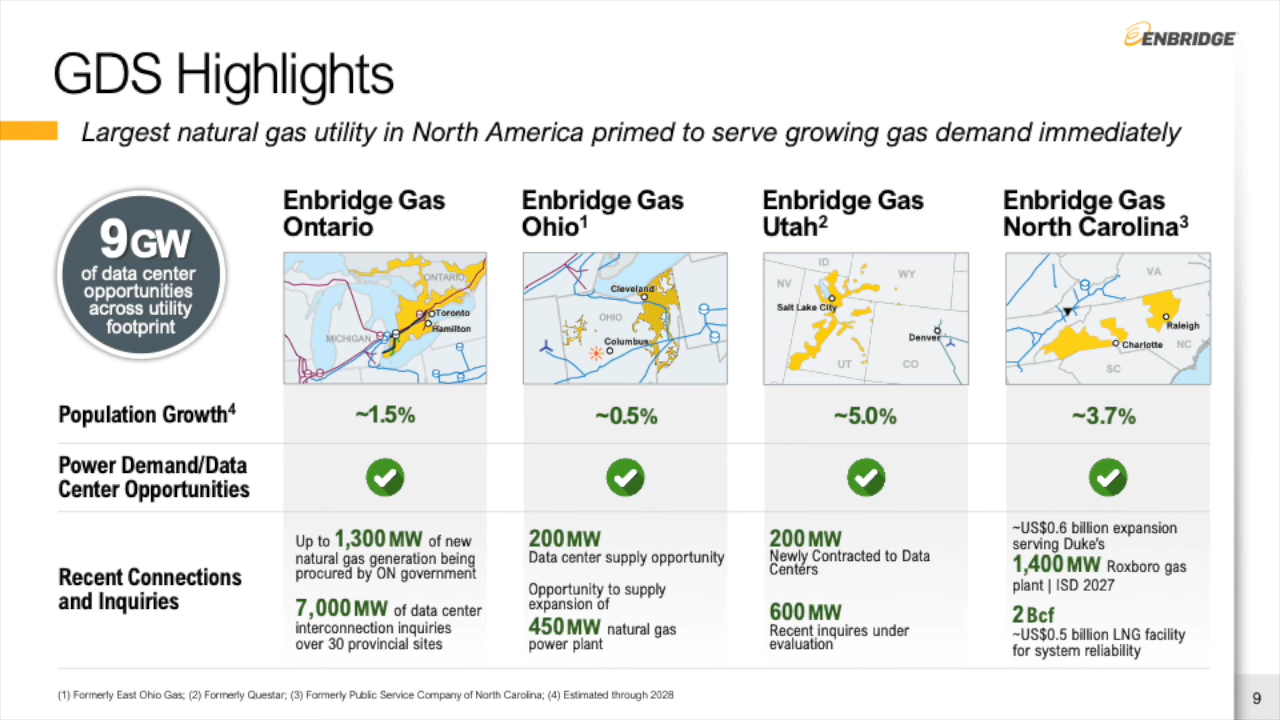 ENBRIDGE
GDS Highlights
Largest natural gas utility in North America primed to serve growing gas demand immediately
9GW
of data center
opportunities
across utility
footprint
Enbridge Gas
Ontario
Enbridge Gas
Ohio1
Enbridge Gas
Utah2
Enbridge Gas
North Carolina3
ONTARIO
Toronto
Hamilton
MICHIGAN
Cleveland
OHIO
Columbus
ID
WY
NV
Salt Lake City
Denver
UT
CO
VA
Raleigh
Charlotte
NC
SC
Population Growth4
~1.5%
~0.5%
~5.0%
~3.7%
Power Demand/Data
Center Opportunities
Recent Connections
and Inquiries
Up to 1,300 MW of new
natural gas generation being
procured by ON government
7,000 MW of data center
interconnection inquiries
over 30 provincial sites
200 MW
Data center supply opportunity
Opportunity to supply
expansion of
450 MW natural gas
power plant
200 MW
Newly Contracted to Data
Centers
600 MW
Recent inquires under
evaluation
~US$0.6 billion expansion
serving Duke's
1,400 MW Roxboro gas
plant | ISD 2027
2 Bcf
~US$0.5 billion LNG facility
for system reliability
(1) Formerly East Ohio Gas; (2) Formerly Questar; (3) Formerly Public Service Company of North Carolina; (4) Estimated through 2028
9